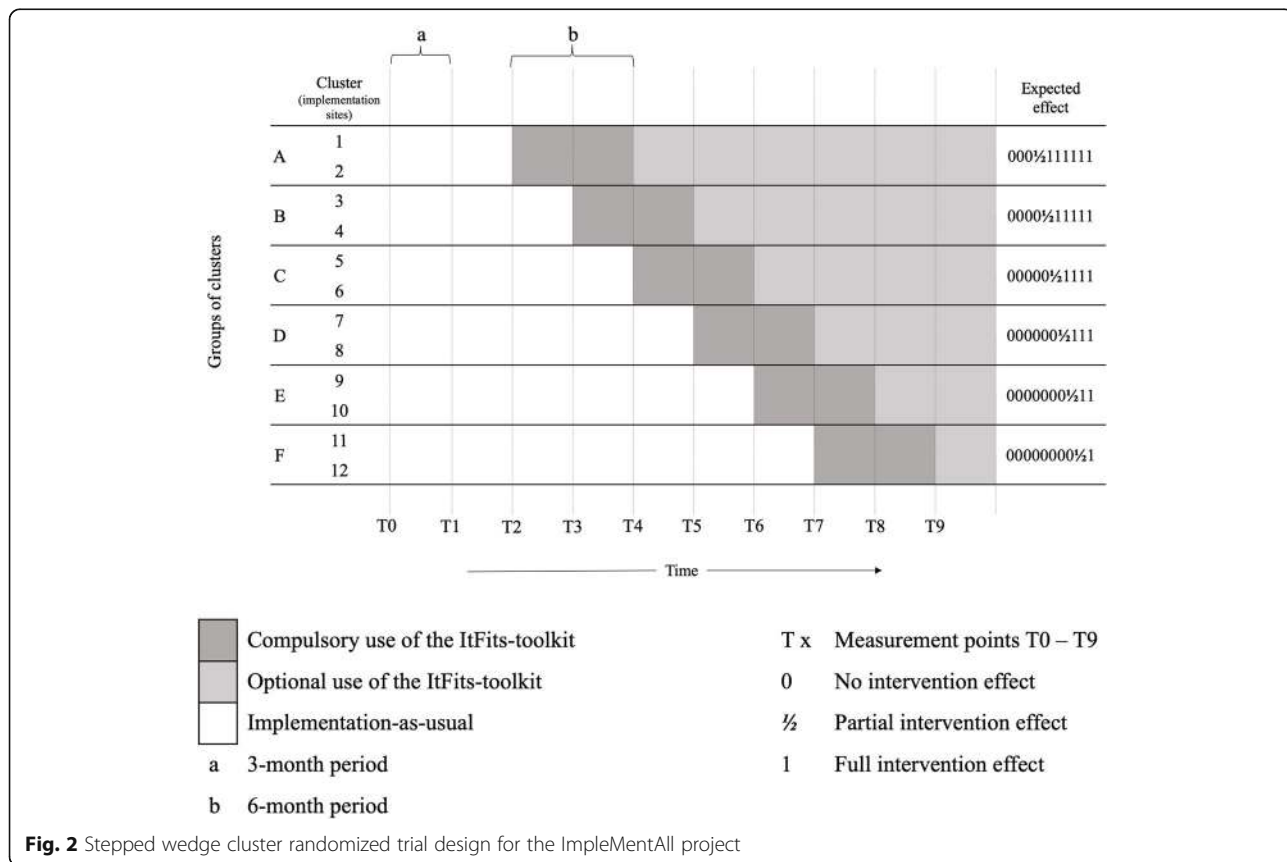 a
b
Cluster
(implementation
sites)
Expected
effect
Groups of clusters
A
1
2
000½111111
B
3
4
0000½11111
C
5
6
00000½1111
D
7
8
000000½111
E
9
10
0000000½11
F
11
12
00000000½1
T0 T1 T2 T3 T4 T5 T6 T7 T8 T9
Time
Compulsory use of the ItFits-toolkit
Optional use of the ItFits-toolkit
Implementation-as-usual
a 3-month period
b 6-month period
T x Measurement points T0 – T9
0 No intervention effect
½ Partial intervention effect
1 Full intervention effect
Fig. 2 Stepped wedge cluster randomized trial design for the ImpleMentAll project